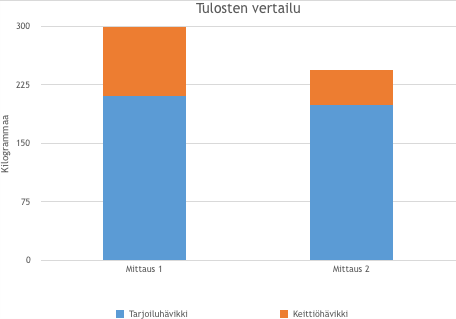 Tulosten vertailu
300
225
150
75
0
Kilogrammaa
Mittaus 1
Mittaus 2
Tarjoiluhävikki
Keittiöhävikki